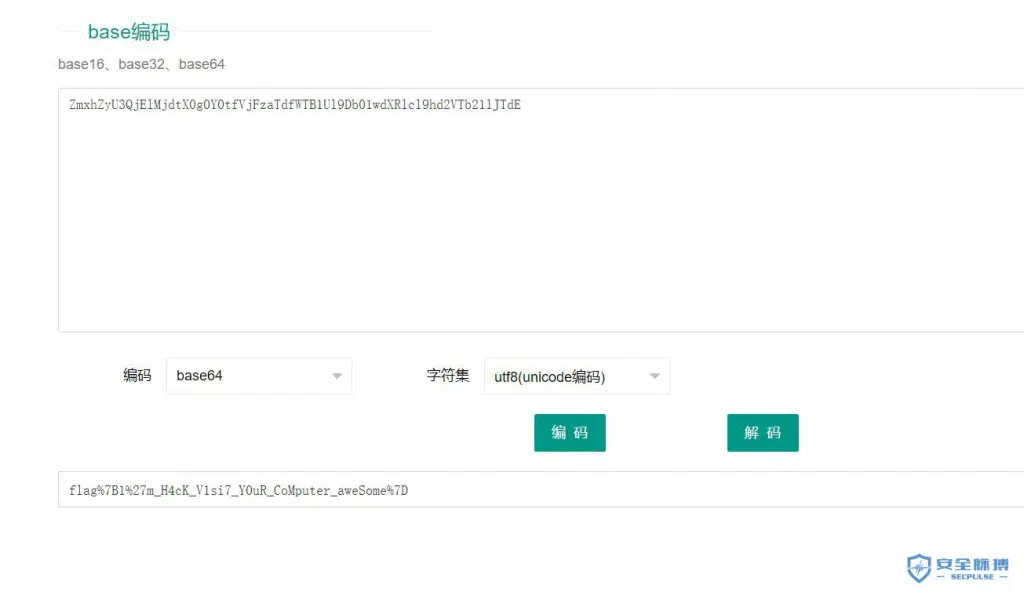 base编码
base16、base32、base64
ZmxhZyU3QjElMjdtX0g0Y0tfVjFzaTdfWTB1Ul9Db01wdXRlcl9hd2VTb21lJTdE
编码 base64 字符集 utf8(unicode编码)
编 码 解 码
flag%7B1%27m_H4cK_V1si7_Y0uR_CoMputer_aweSome%7D
安全脉搏
SECPULSE